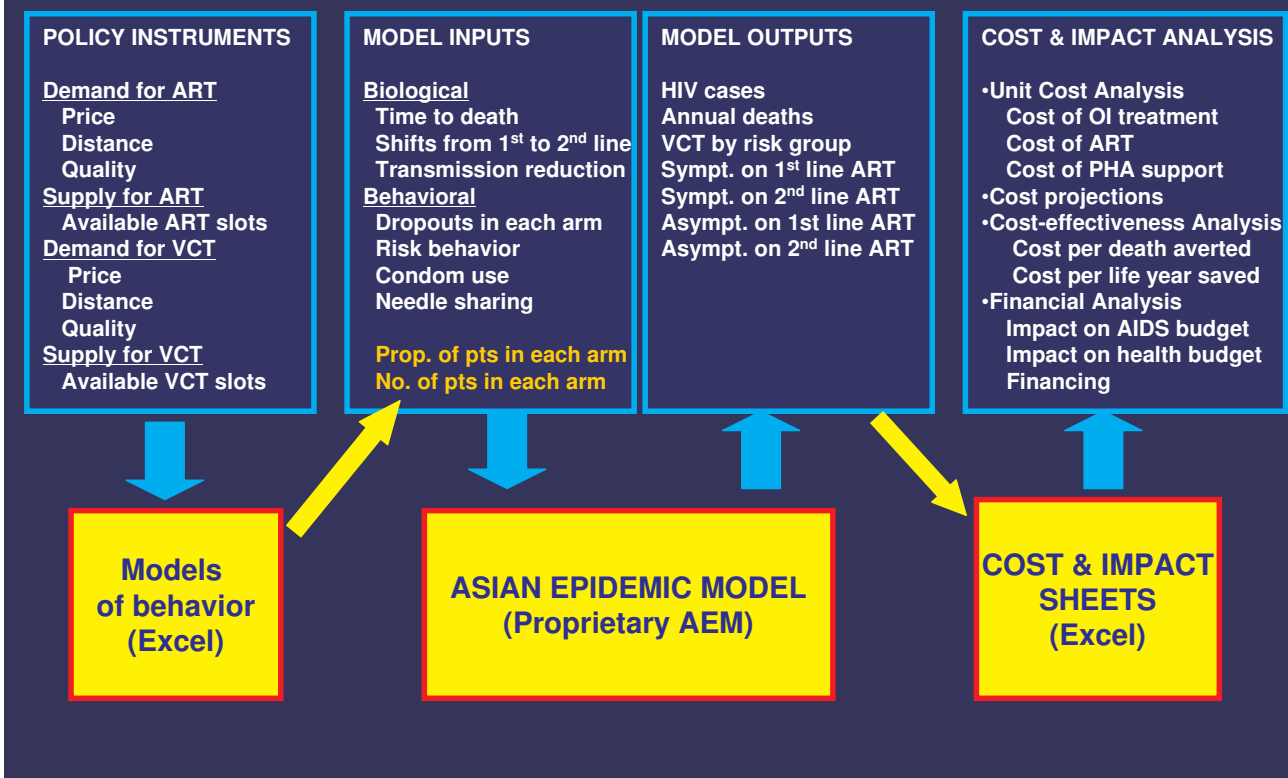 POLICY INSTRUMENTS
Demand for ART
Price
Distance
Quality
Supply for ART
Available ART slots
Demand for VCT
Price
Distance
Quality
Supply for VCT
Available VCT slots
MODEL INPUTS
Biological
Time to death
Shifts from 1st to 2nd line
Transmission reduction
Behavioral
Dropouts in each arm
Risk behavior
Condom use
Needle sharing
Prop. of pts in each arm
No. of pts in each arm
MODEL OUTPUTS
HIV cases
Annual deaths
VCT by risk group
Sympt. on 1st line ART
Sympt. on 2nd line ART
Asympt. on 1st line ART
Asympt. on 2nd line ART
COST & IMPACT ANALYSIS
•Unit Cost Analysis
Cost of OI treatment
Cost of ART
Cost of PHA support
•Cost projections
•Cost-effectiveness Analysis
Cost per death averted
Cost per life year saved
•Financial Analysis
Impact on AIDS budget
Impact on health budget
Financing
Models
of behavior
(Excel)
ASIAN EPIDEMIC MODEL
(Proprietary AEM)
COST & IMPACT
SHEETS
(Excel)